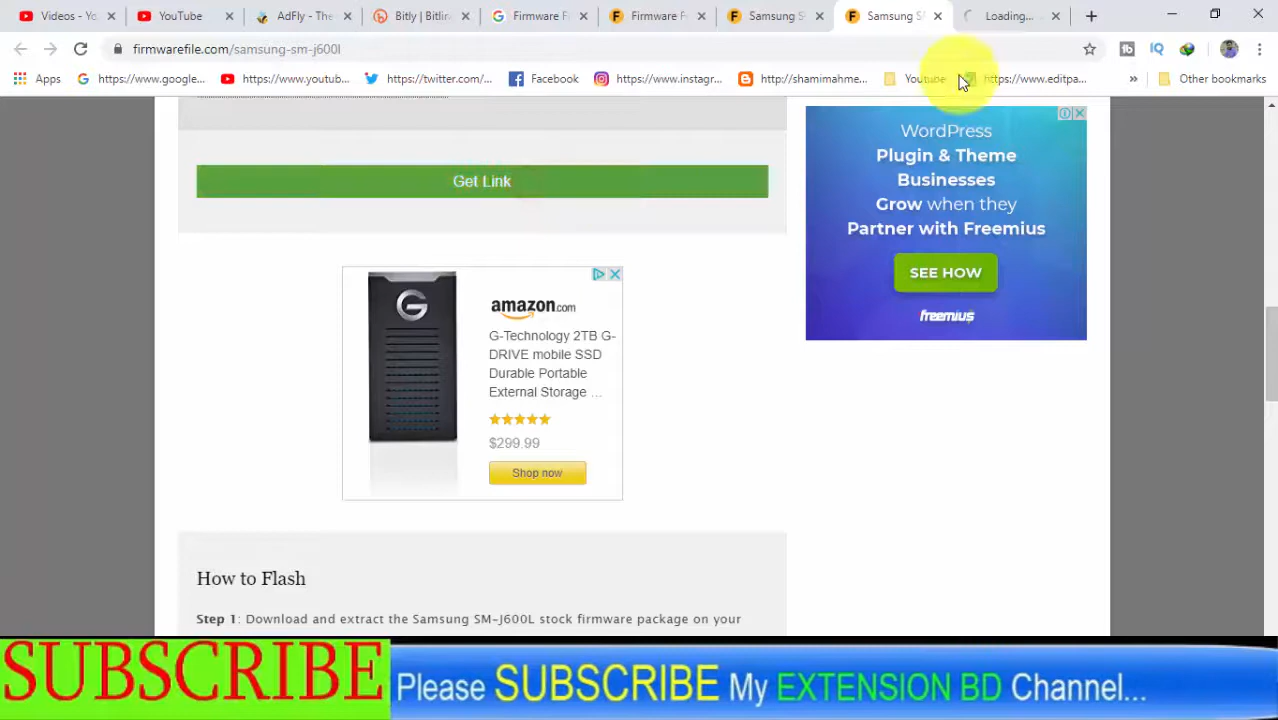 Videos - Yo
YouTube
AdFly - The
Bitly | Bitlin
Firmware Fi
Firmware Fi
Samsung S
Samsung S
Loading...
firmwarefile.com/samsung-sm-j600l
Apps
https://www.google...
https://www.youtub...
https://twitter.com/...
Facebook
https://www.instagr...
http://shamimahme...
Youtube
https://www.editpa...
Other bookmarks
Get Link
WordPress
Plugin & Theme
Businesses
Grow when they
Partner with Freemius
SEE HOW
freemius
amazon.com
G-Technology 2TB G-
DRIVE mobile SSD
Durable Portable
External Storage ...
$299.99
Shop now
How to Flash
Step 1: Download and extract the Samsung SM-J600L stock firmware package on your
SUBSCRIBE
Please SUBSCRIBE My EXTENSION BD Channel...